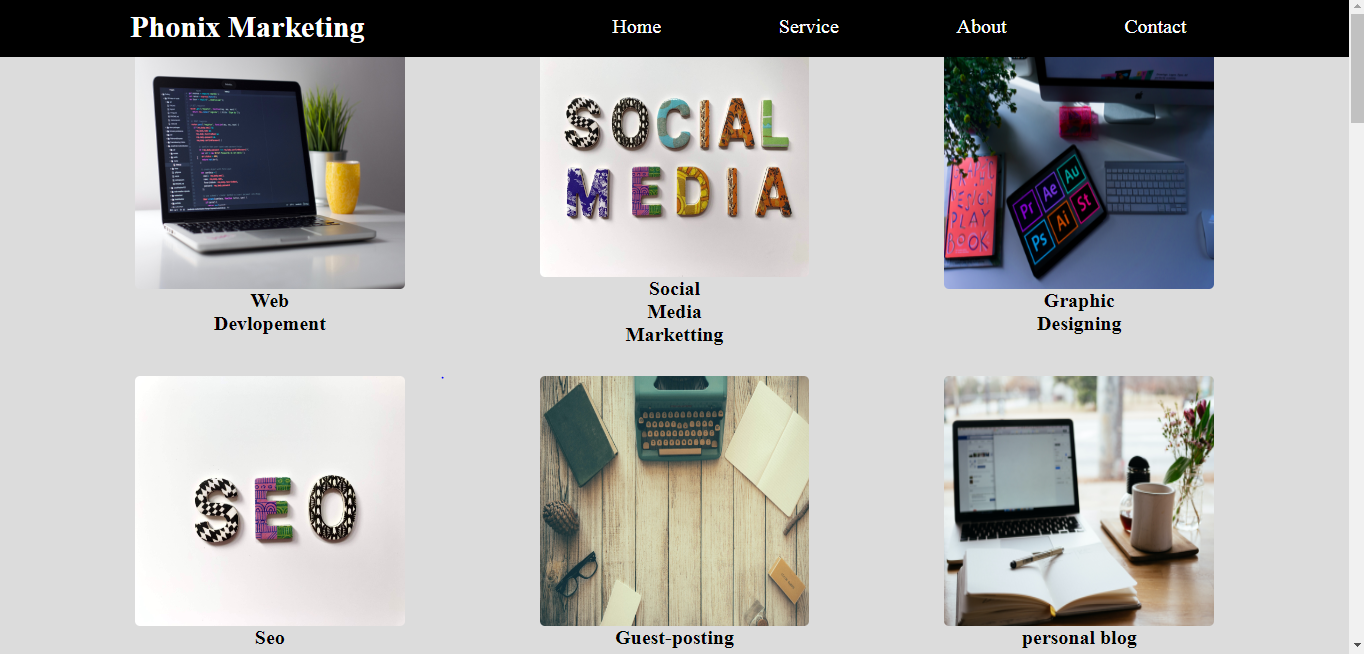 Phonix Marketing
Home
Service
About
Contact
SOCIAL
MEDIA
Pr Ae Au
Ps Ai St
PLAY
BOOK
Web
Devlopement
Social
Media
Marketting
Graphic
Designing
SEO
Seo
Guest-posting
personal blog